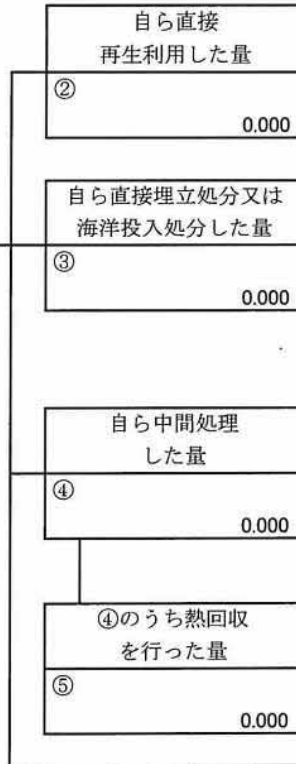 自ら直接
再生利用した量
②
0.000
自ら直接埋立処分又は
海洋投入処分した量
③
0.000
自ら中間処理
した量
④
0.000
④のうち熱回収
を行った量
⑤
0.000